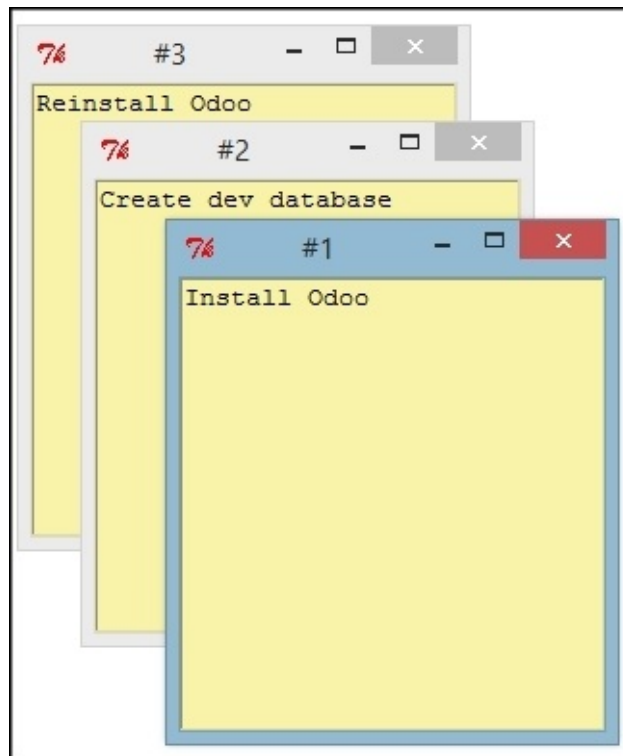 #3
Reinstall Odoo
#2
Create dev database
#1
Install Odoo